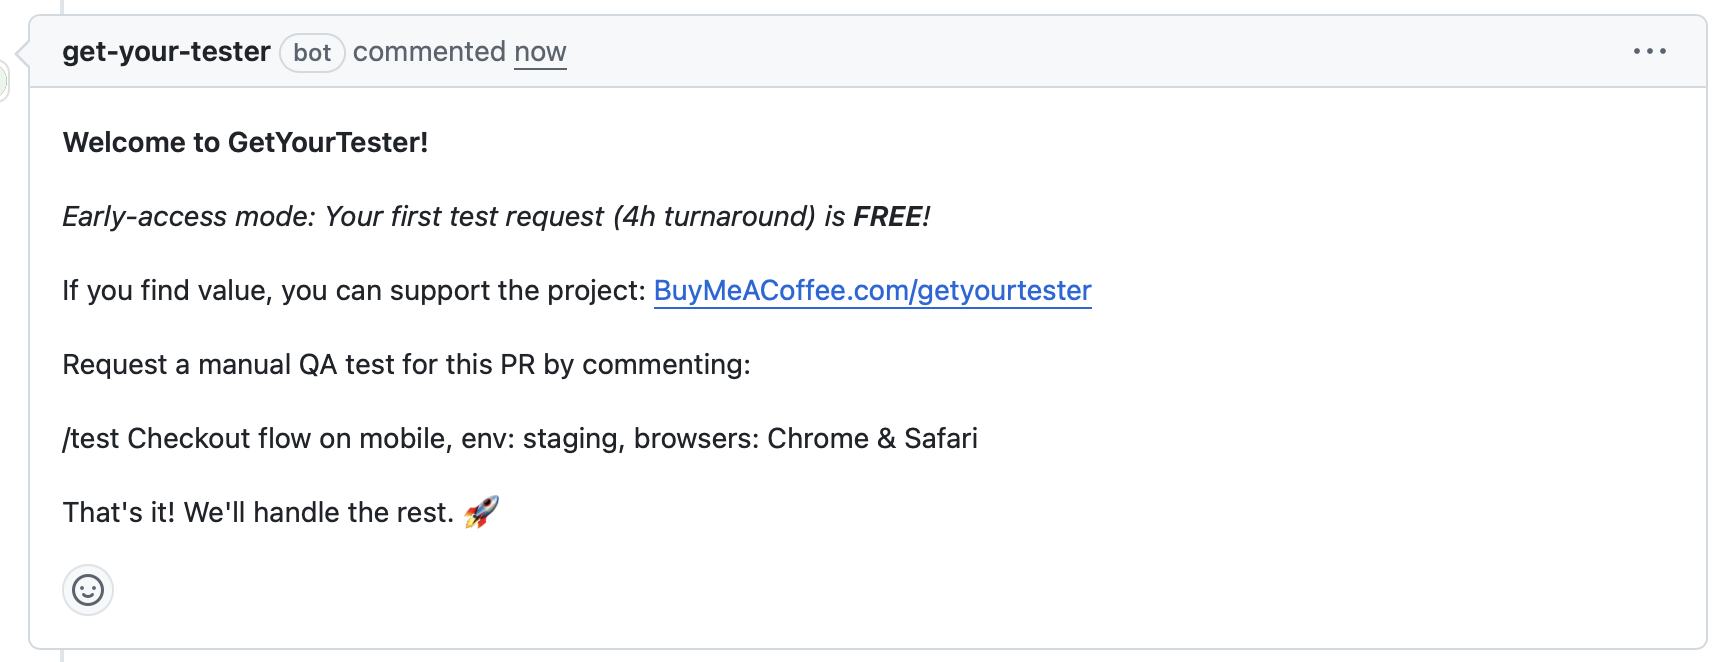 get-your-tester bot commented now
Welcome to GetYourTester!
Early-access mode: Your first test request (4h turnaround) is FREE!
If you find value, you can support the project: BuyMeACoffee.com/getyourtester
Request a manual QA test for this PR by commenting:
/test Checkout flow on mobile, env: staging, browsers: Chrome & Safari
That's it! We'll handle the rest. 🚀